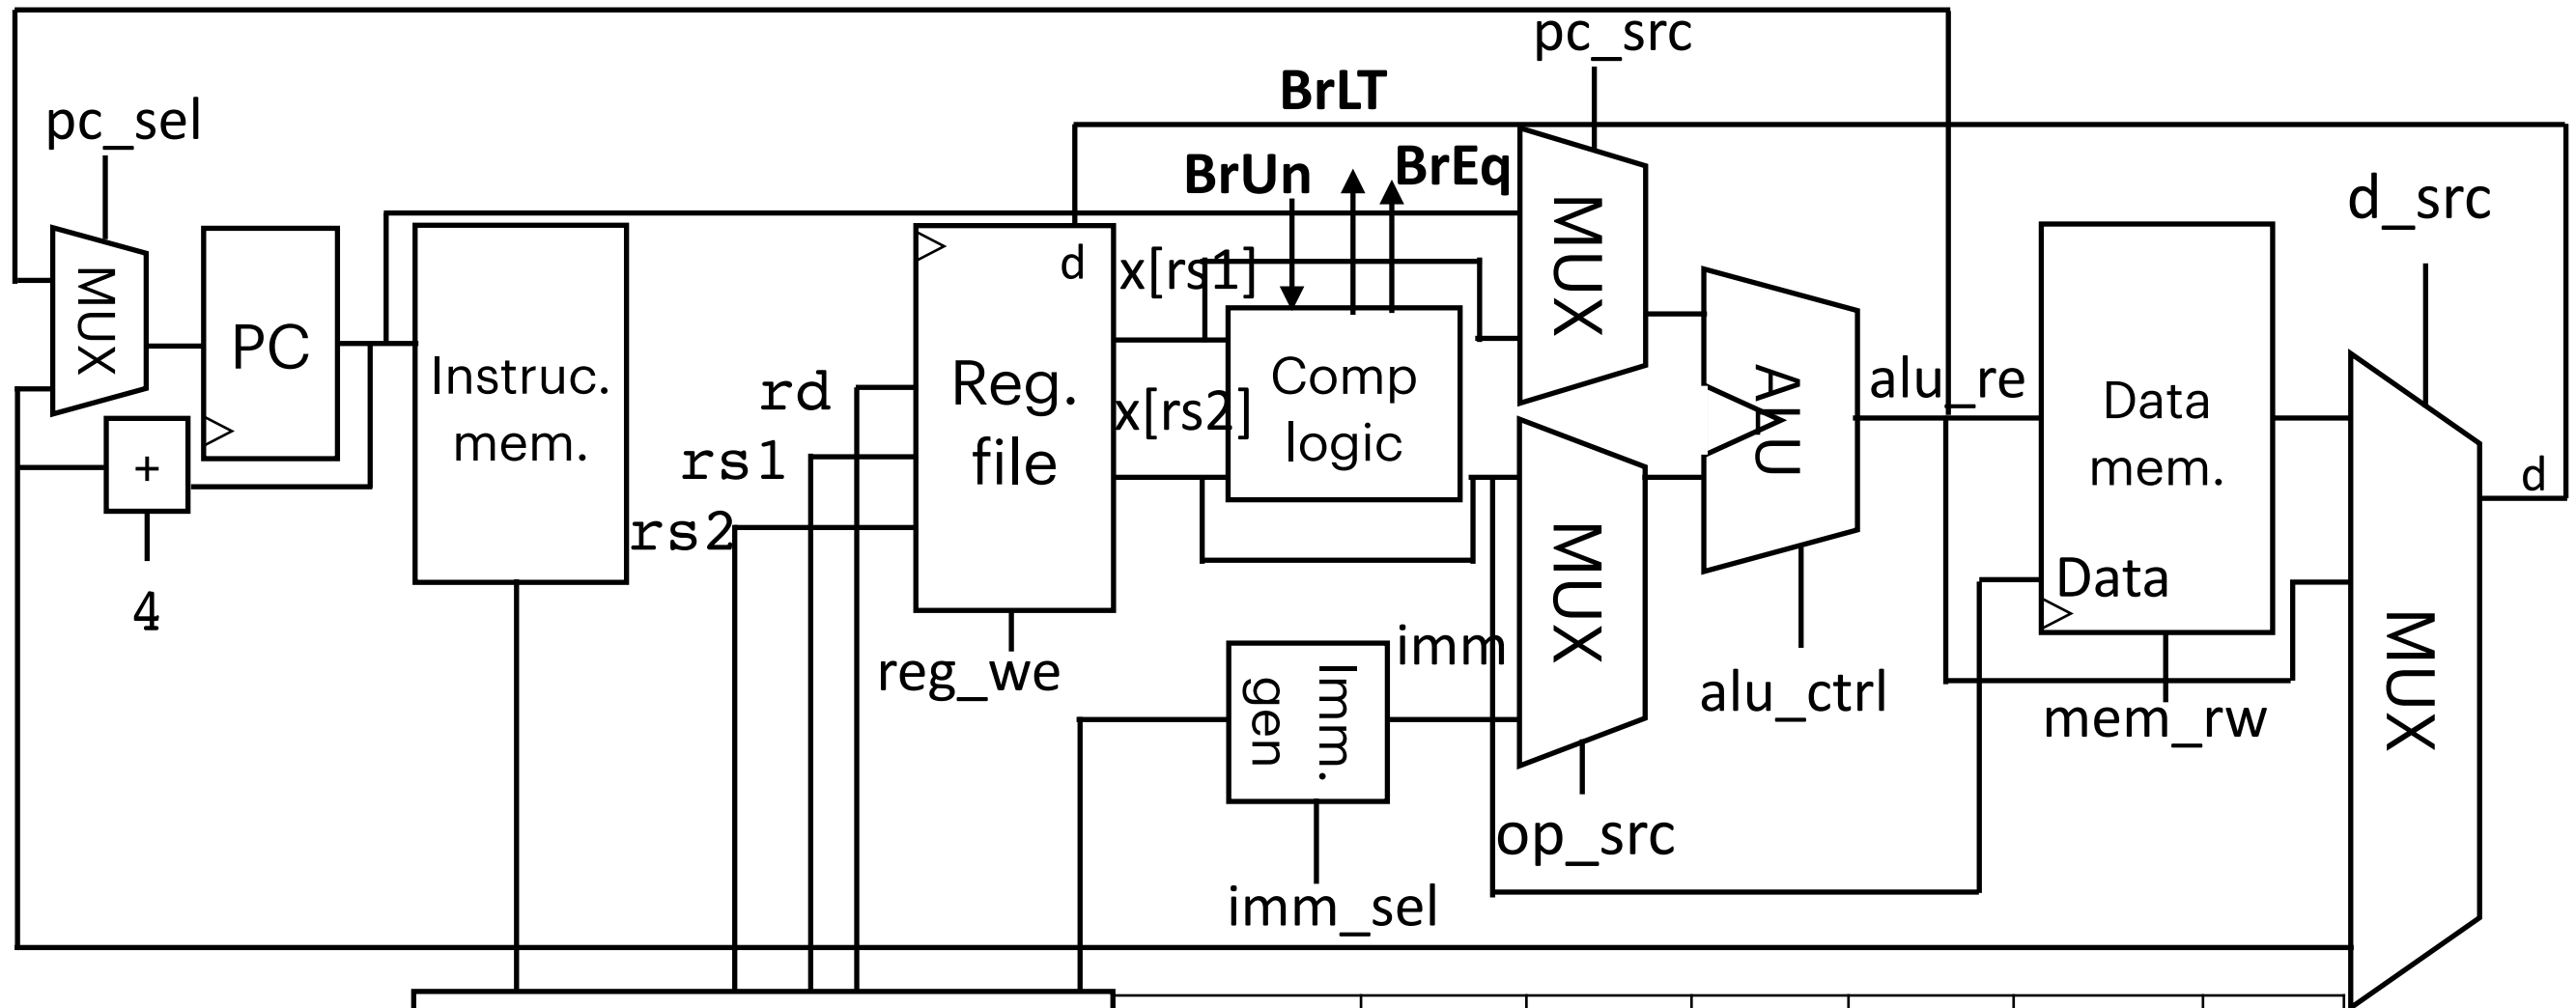 pc_src
BrLT
pc_sel
BrUn
BrEq
d_src
MUX
PC
Instruc.
mem.
+
4
rd
rs1
rs2
d
Reg.
file
reg_we
x[rs1]
x[rs2]
Comp
logic
MUX
MUX
ALU
alu_re
Data
mem.
Data
d
MUX
imm
Imm.
gen
imm_sel
op_src
alu_ctrl
mem_rw